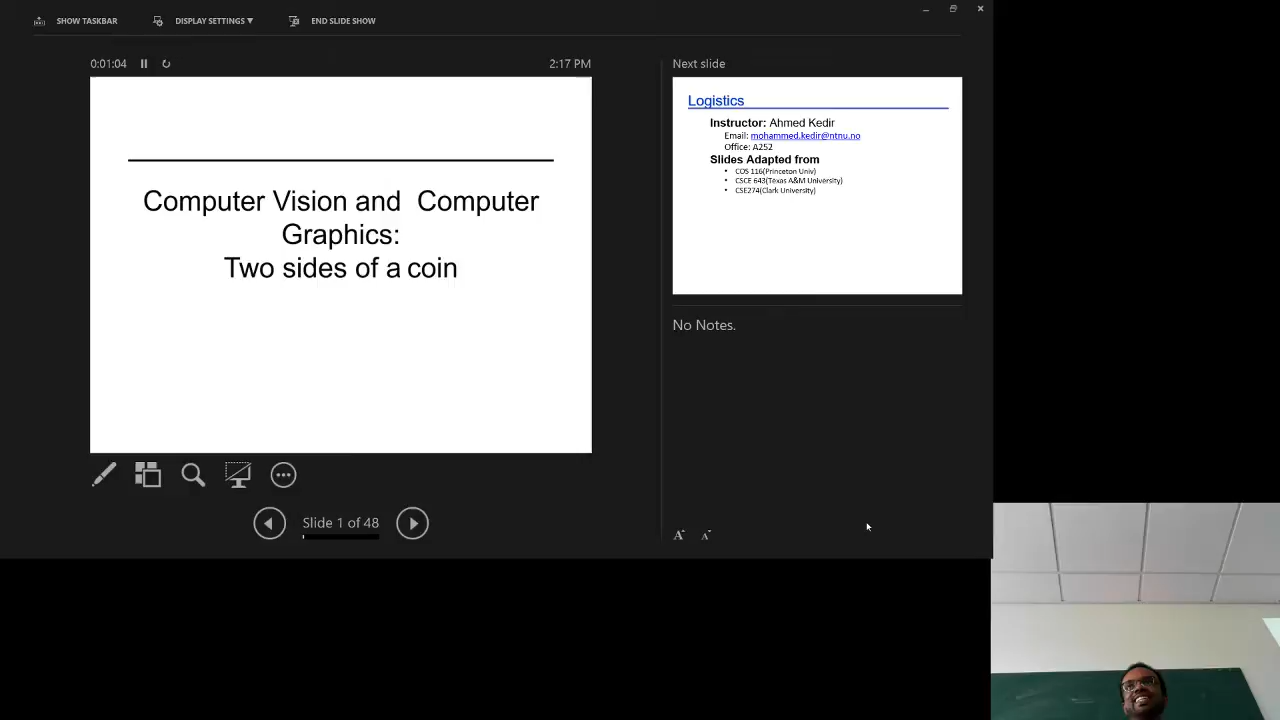 SHOW TASKBAR
DISPLAY SETTINGS ▼
END SLIDE SHOW
0:01:04
2:17 PM
Computer Vision and Computer
Graphics:
Two sides of a coin
Slide 1 of 48
Next slide
Logistics
Instructor: Ahmed Kedir
Email: mohammed.kedir@ntnu.no
Office: A252
Slides Adapted from
• COS 116(Princeton Univ)
• CSCE 643(Texas A&M University)
• CSE274(Clark University)
No Notes.
A A